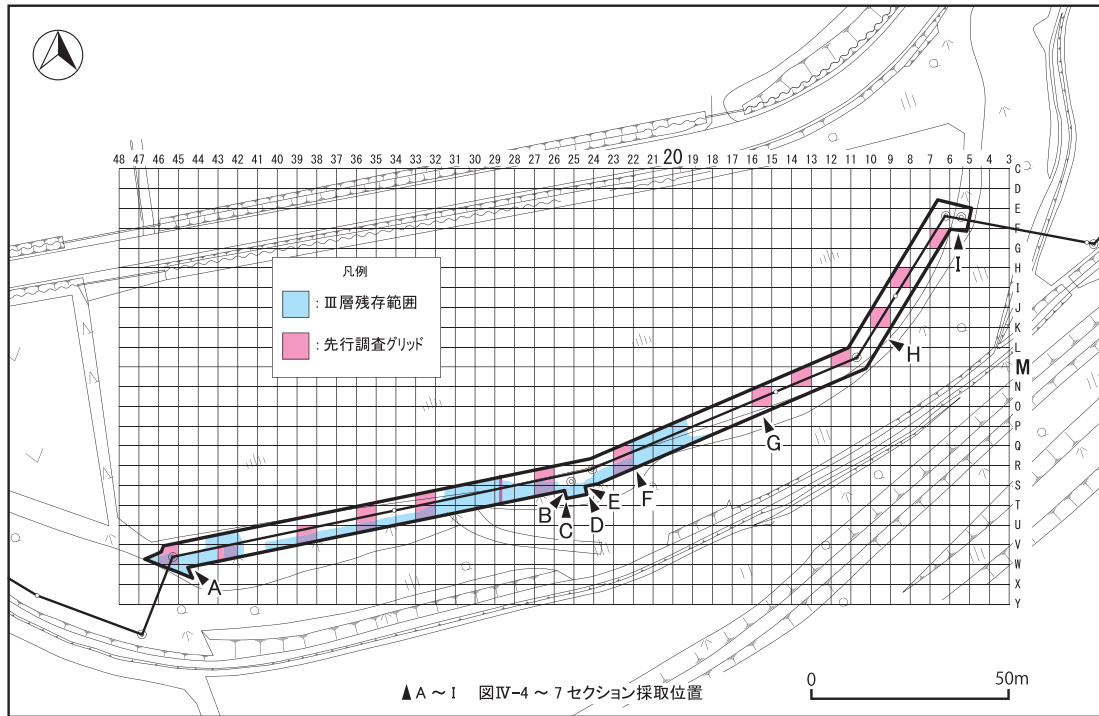 48 47 46 45 44 43 42 41 40 39 38 37 36 35 34 33 32 31 30 29 28 27 26 25 24 23 22 21 20 19 18 17 16 15 14 13 12 11 10 9 8 7 6 5 4 3
C
D
E
F
G
H
I
J
K
L
M
N
O
P
Q
R
S
T
U
V
W
X
Y
凡例
: Ⅲ層残存範囲
: 先行調査グリッド
I
H
G
F
E
D
C
B
A
▲ A ～ I 図Ⅳ-4 ～ 7 セクション採取位置
0 50m